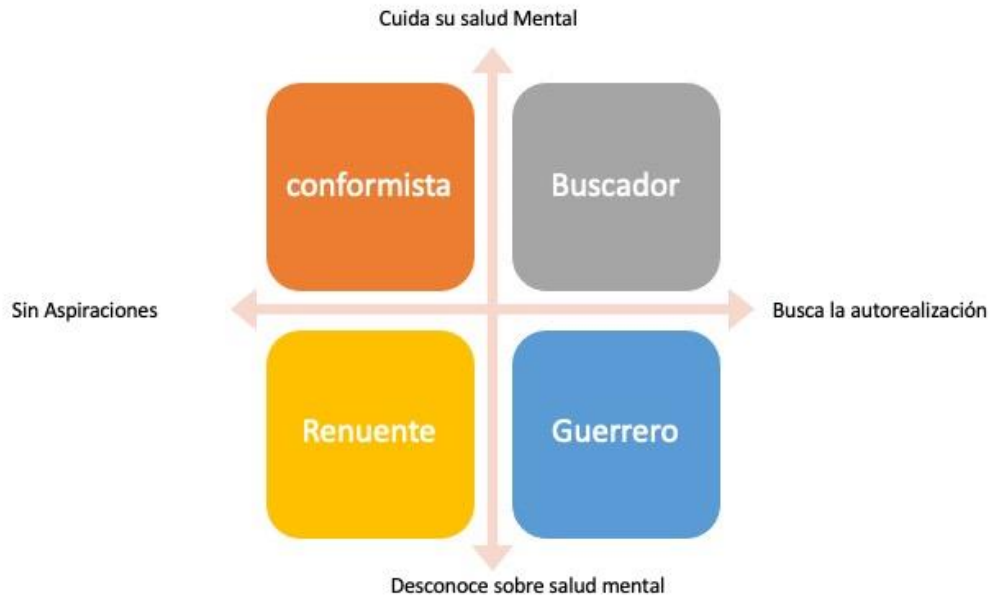 Cuida su salud Mental
conformista
Buscador
Sin Aspiraciones
Busca la autorealización
Renuente
Guerrero
Desconoce sobre salud mental